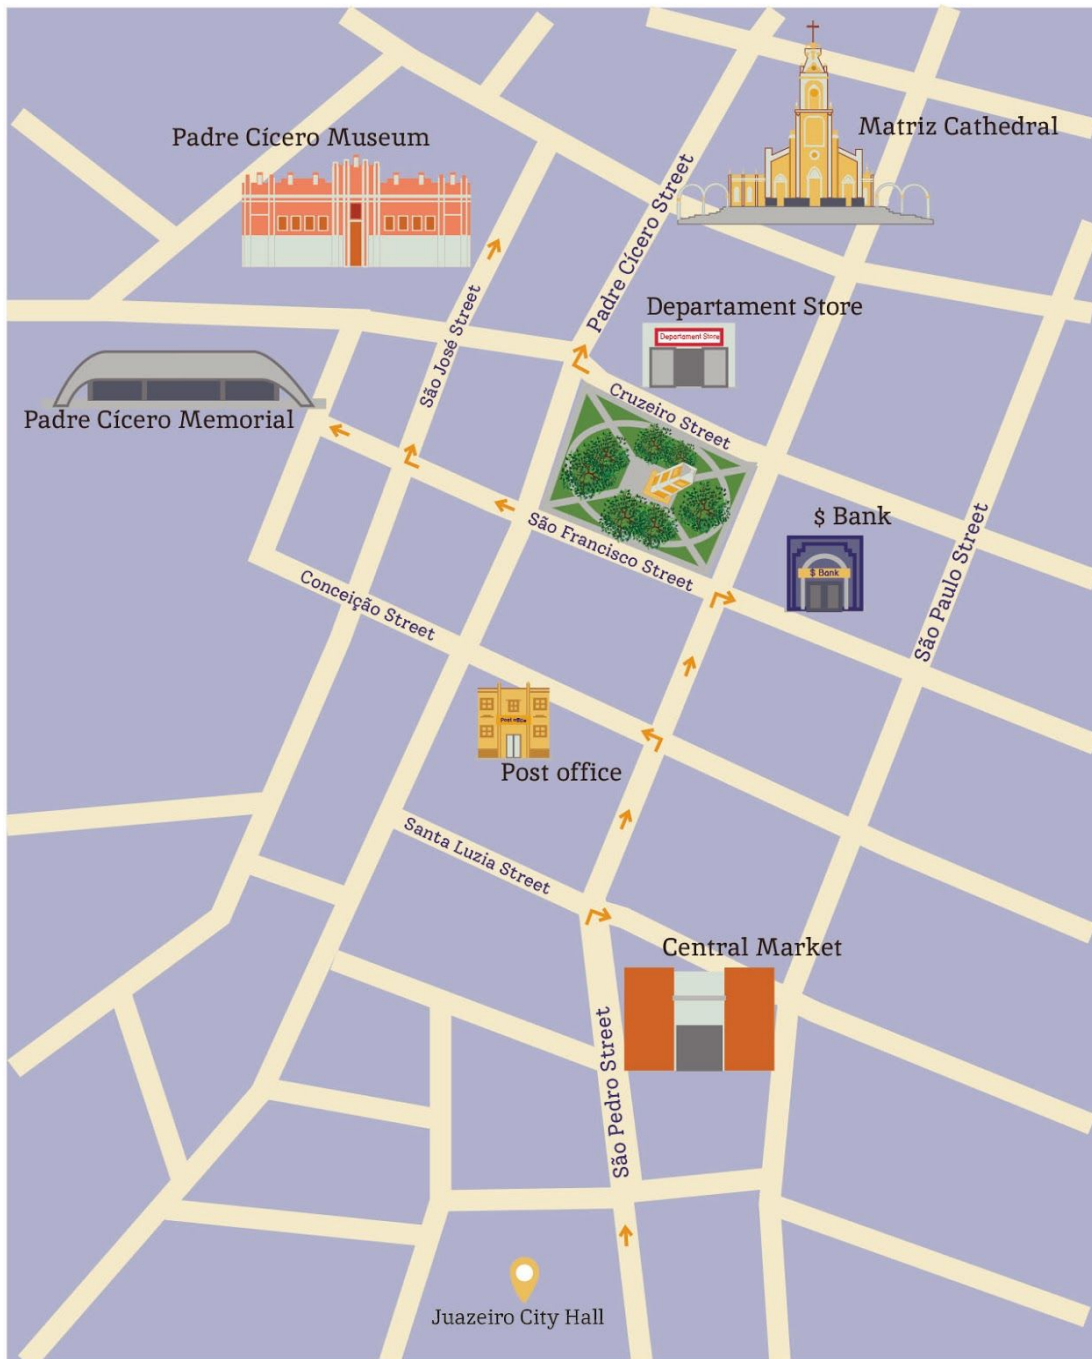 Matriz Cathedral
Padre Cícero Museum
Padre Cícero Street
Departament Store
Departament Store
São José Street
Padre Cícero Memorial
Cruzeiro Street
$ Bank
$ Bank
São Francisco Street
São Paulo Street
Conceição Street
Post office
Post office
Santa Luzia Street
Central Market
São Pedro Street
Juazeiro City Hall